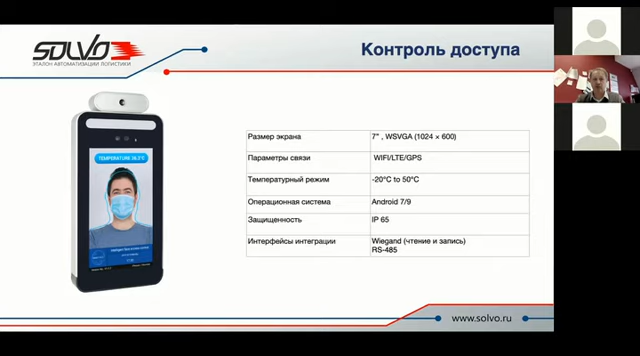 SOLVO
ЭТАЛОН АВТОМАТИЗАЦИИ ЛОГИСТИКИ
Контроль доступа
TEMPERATURE 36.2°C
Размер экрана 7" , WSVGA (1024 × 600)
Параметры связи WIFI/LTE/GPS
Температурный режим -20°C to 50°C
Операционная система Android 7/9
Защищенность IP 65
Интерфейсы интеграции Wiegand (чтение и запись)
RS-485
www.solvo.ru